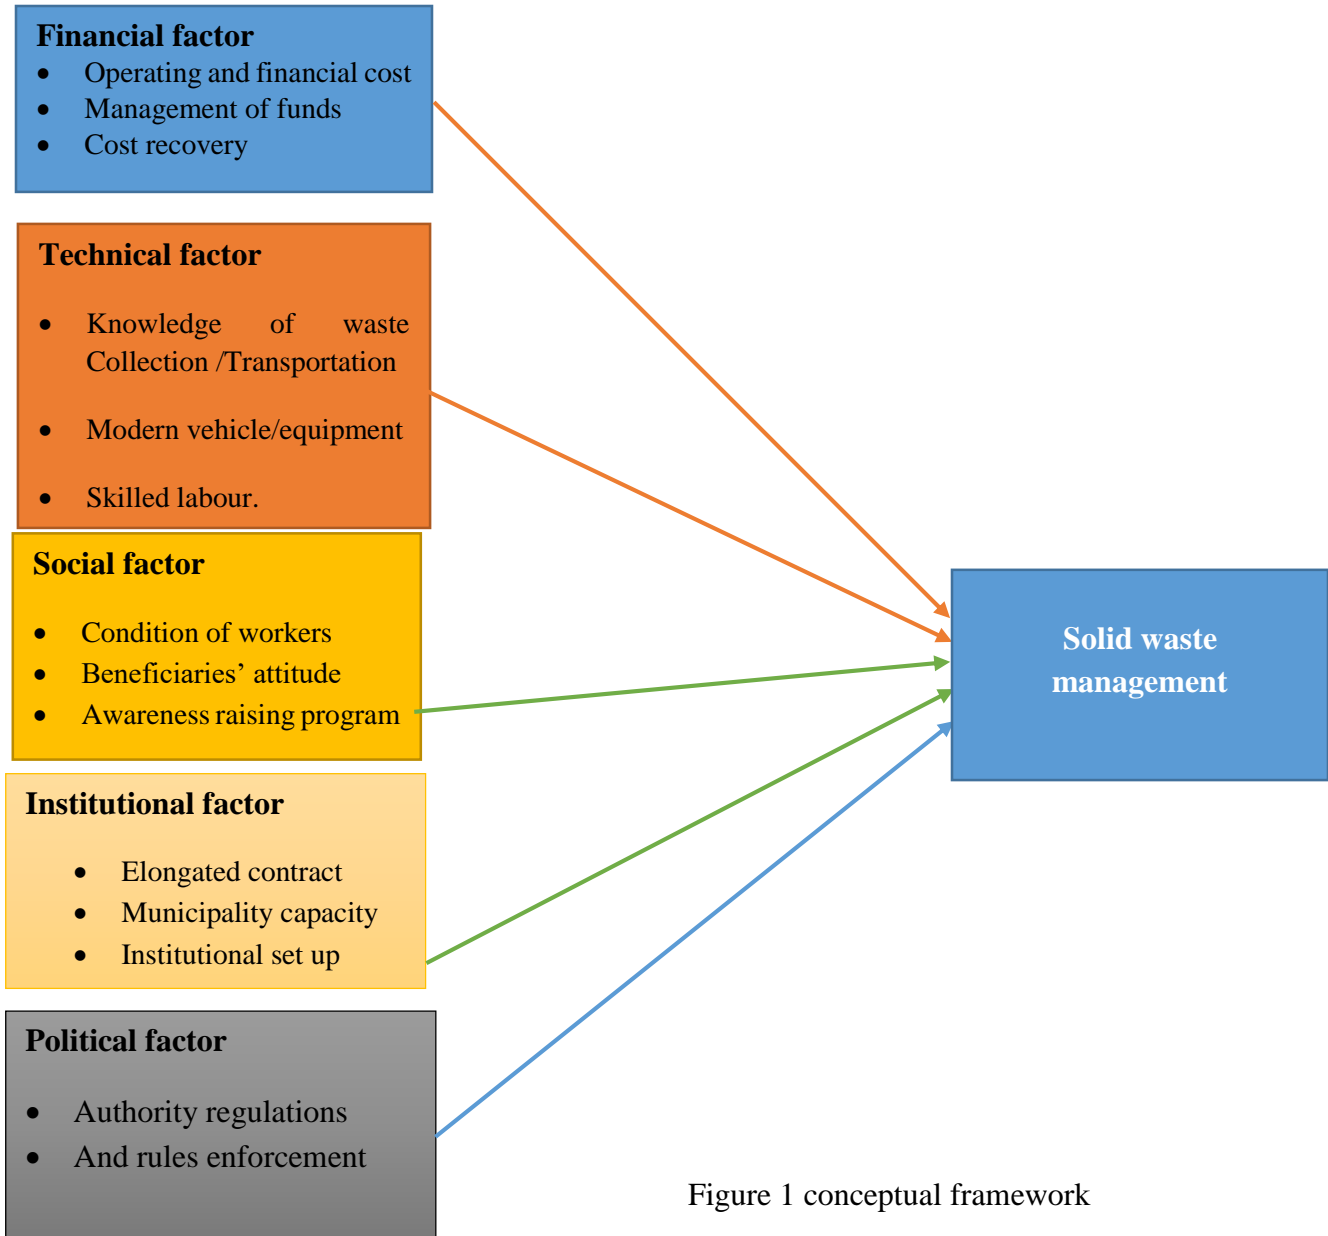 Financial factor
• Operating and financial cost
• Management of funds
• Cost recovery
Technical factor
• Knowledge of waste
Collection /Transportation
• Modern vehicle/equipment
• Skilled labour.
Social factor
• Condition of workers
• Beneficiaries’ attitude
• Awareness raising program
Institutional factor
• Elongated contract
• Municipality capacity
• Institutional set up
Political factor
• Authority regulations
• And rules enforcement
Solid waste
management
Figure 1 conceptual framework